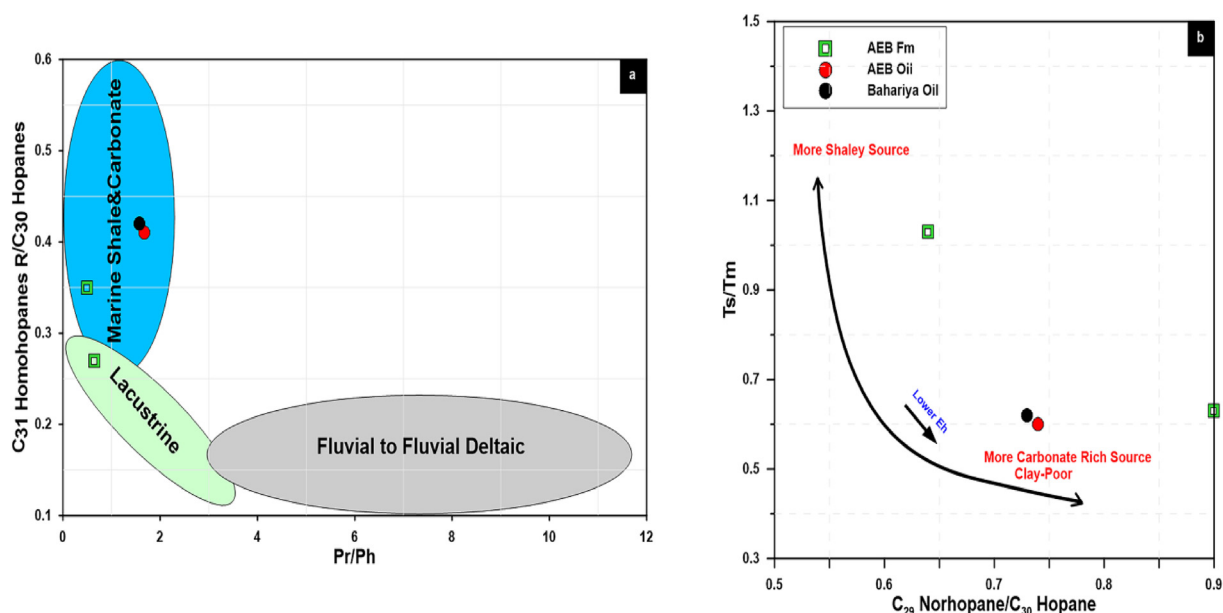 a
0.6
0.5
0.4
0.3
0.2
0.1
C31 Homohopanes R/C30 Hopanes
Marine Shale&Carbonate
Lacustrine
Fluvial to Fluvial Deltaic
0 2 4 6 8 10 12
Pr/Ph
b
1.5
1.3
1.1
0.9
0.7
0.5
0.3
Ts/Tm
AEB Fm
AEB Oil
Bahariya Oil
More Shaley Source
Lower Eh
More Carbonate Rich Source
Clay-Poor
0.5 0.6 0.7 0.8 0.9
C29 Norhopane/C30 Hopane